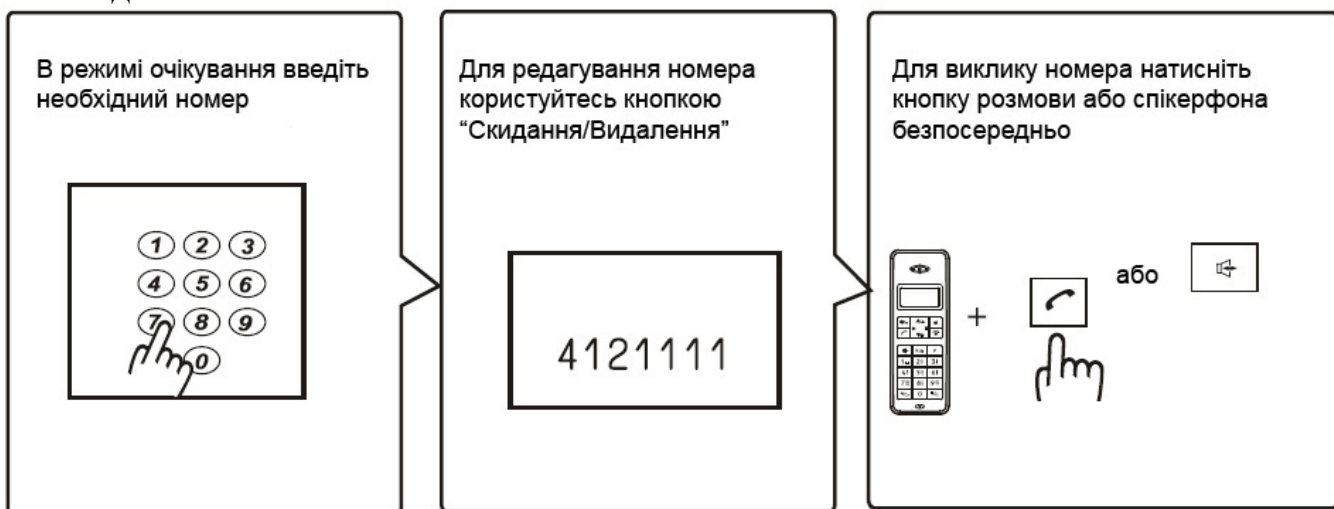 В режимі очікування введіть
необхідний номер
1 2 3
4 5 6
7 8 9
0
Для редагування номера
користуйтесь кнопкою
“Скидання/Видалення”
4121111
Для виклику номера натисніть
кнопку розмови або спікерфона
безпосередньо
+
або